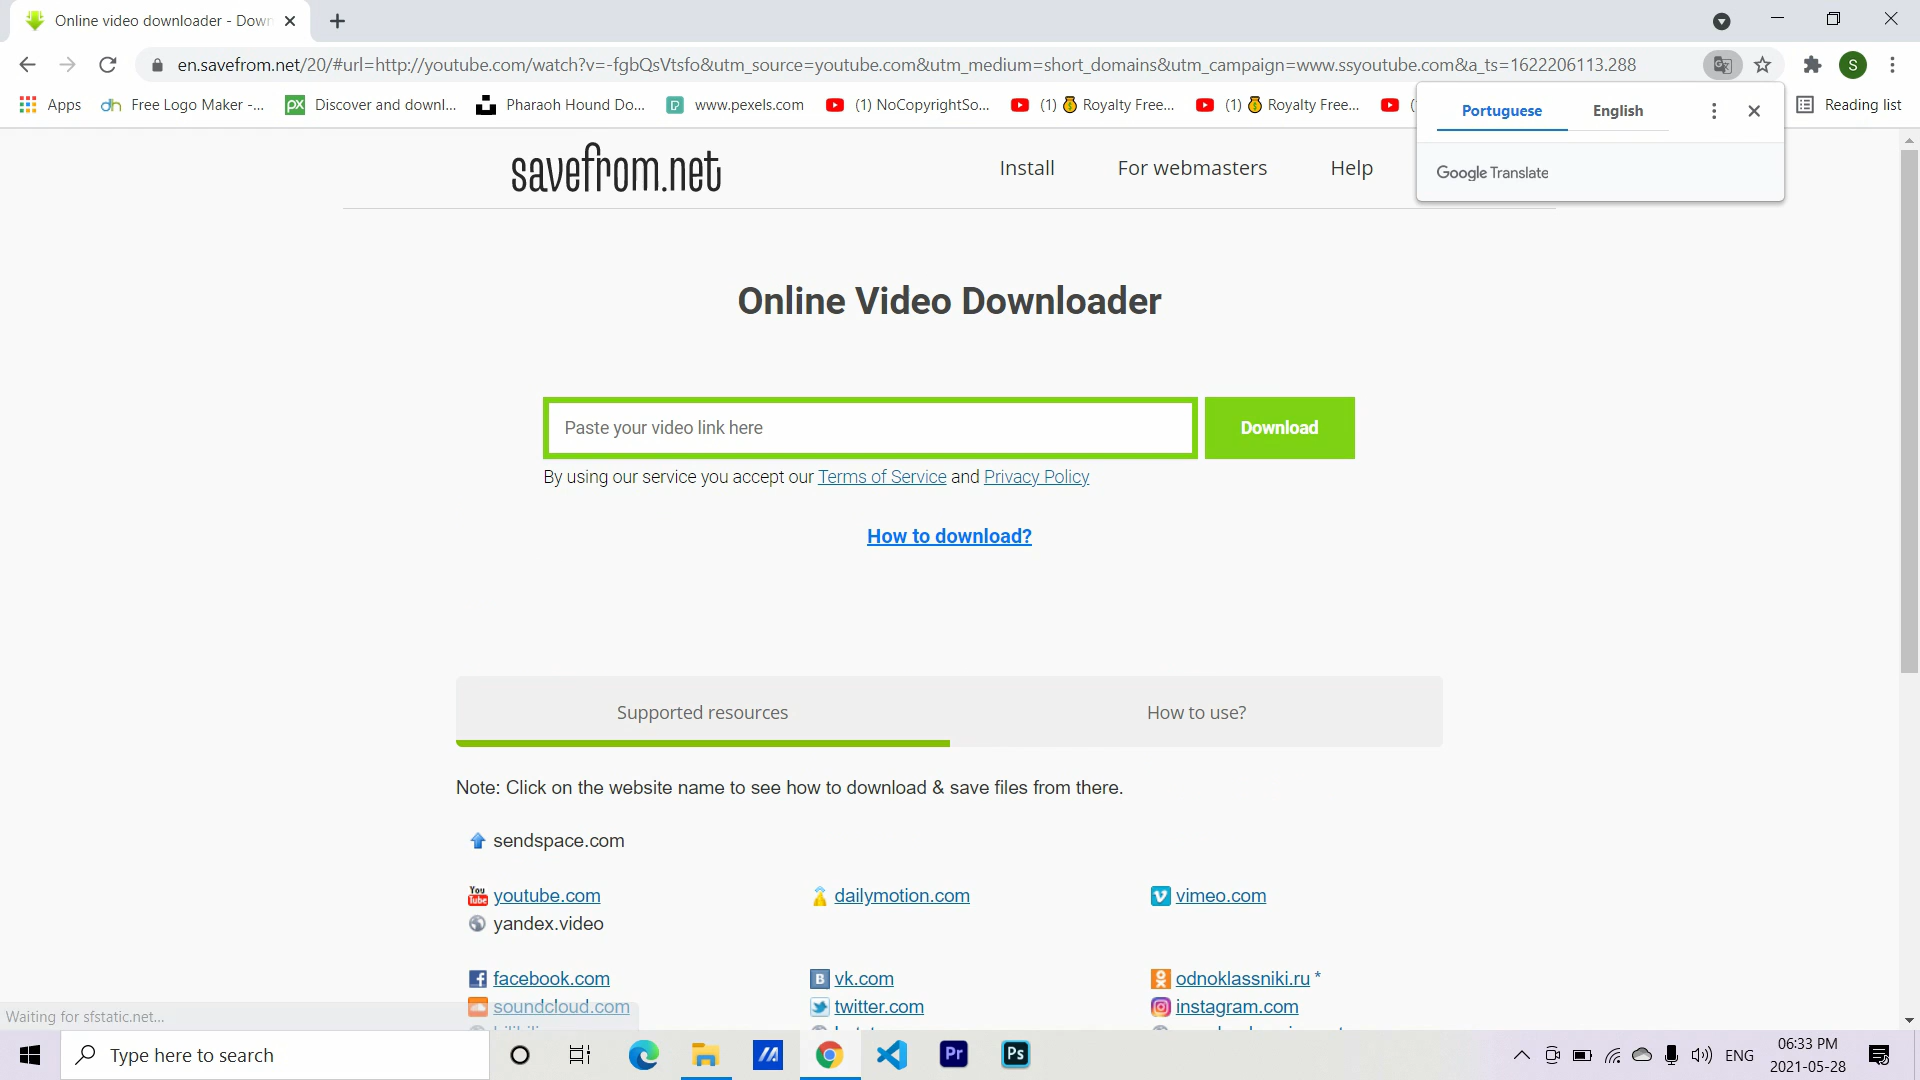 Online video downloader - Down
en.savefrom.net/20/#url=http://youtube.com/watch?v=-fgbQsVtsfo&utm_source=youtube.com&utm_medium=short_domains&utm_campaign=www.ssyoutube.com&a_ts=1622206113.288
S
Apps
dh Free Logo Maker -...
PX Discover and downl...
Pharaoh Hound Do...
www.pexels.com
(1) NoCopyrightSo...
(1) 💰 Royalty Free...
(1) 💰 Royalty Free...
Reading list
Portuguese English
Google Translate
savefrom.net
Install For webmasters Help
Online Video Downloader
Paste your video link here
Download
By using our service you accept our Terms of Service and Privacy Policy
How to download?
Supported resources How to use?
Note: Click on the website name to see how to download & save files from there.
sendspace.com
You Tube youtube.com dailymotion.com vimeo.com
yandex.video
facebook.com vk.com odnoklassniki.ru *
soundcloud.com twitter.com instagram.com
Waiting for sfstatic.net...
Type here to search
Pr
Ps
ENG
06:33 PM
2021-05-28